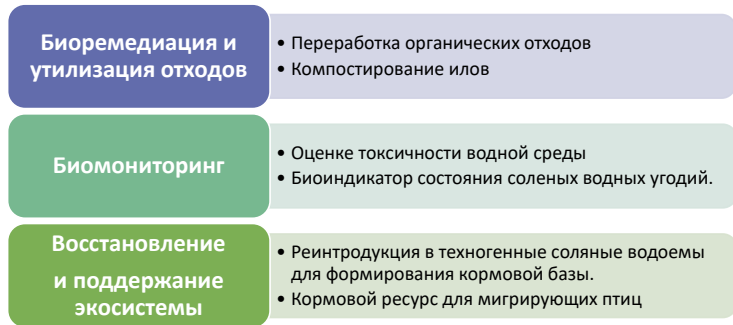 Биоремедиация и
утилизация отходов
• Переработка органических отходов
• Компостирование илов
Биомониторинг
• Оценке токсичности водной среды
• Биоиндикатор состояния соленых водных угодий.
Восстановление
и поддержание
экосистемы
• Реинтродукция в техногенные соляные водоемы
для формирования кормовой базы.
• Кормовой ресурс для мигрирующих птиц